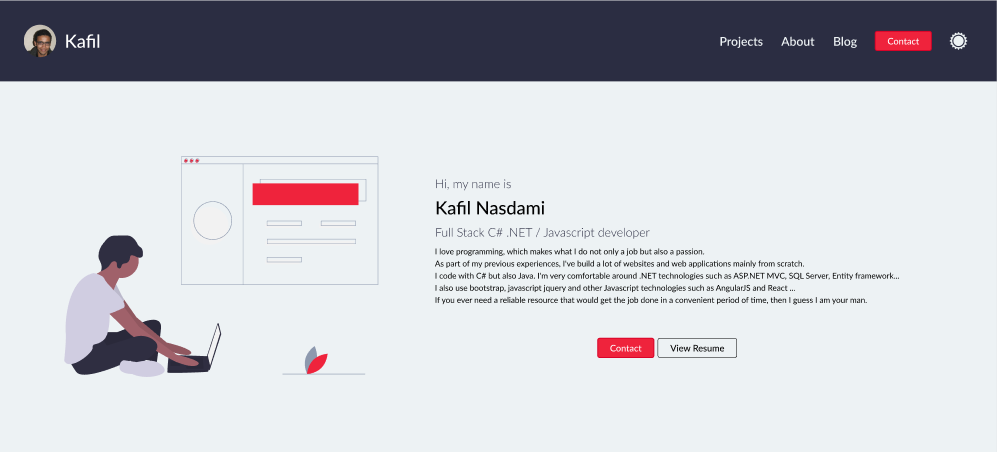 Kafil
Projects About Blog Contact
Hi, my name is
Kafil Nasdami
Full Stack C# .NET / Javascript developer
I love programming, which makes what I do not only a job but also a passion.
As part of my previous experiences, I've build a lot of websites and web applications mainly from scratch.
I code with C# but also Java. I'm very comfortable around .NET technologies such as ASP.NET MVC, SQL Server, Entity framework...
I also use bootstrap, javascript jquery and other Javascript technologies such as AngularJS and React ...
If you ever need a reliable resource that would get the job done in a convenient period of time, then I guess I am your man.
Contact View Resume